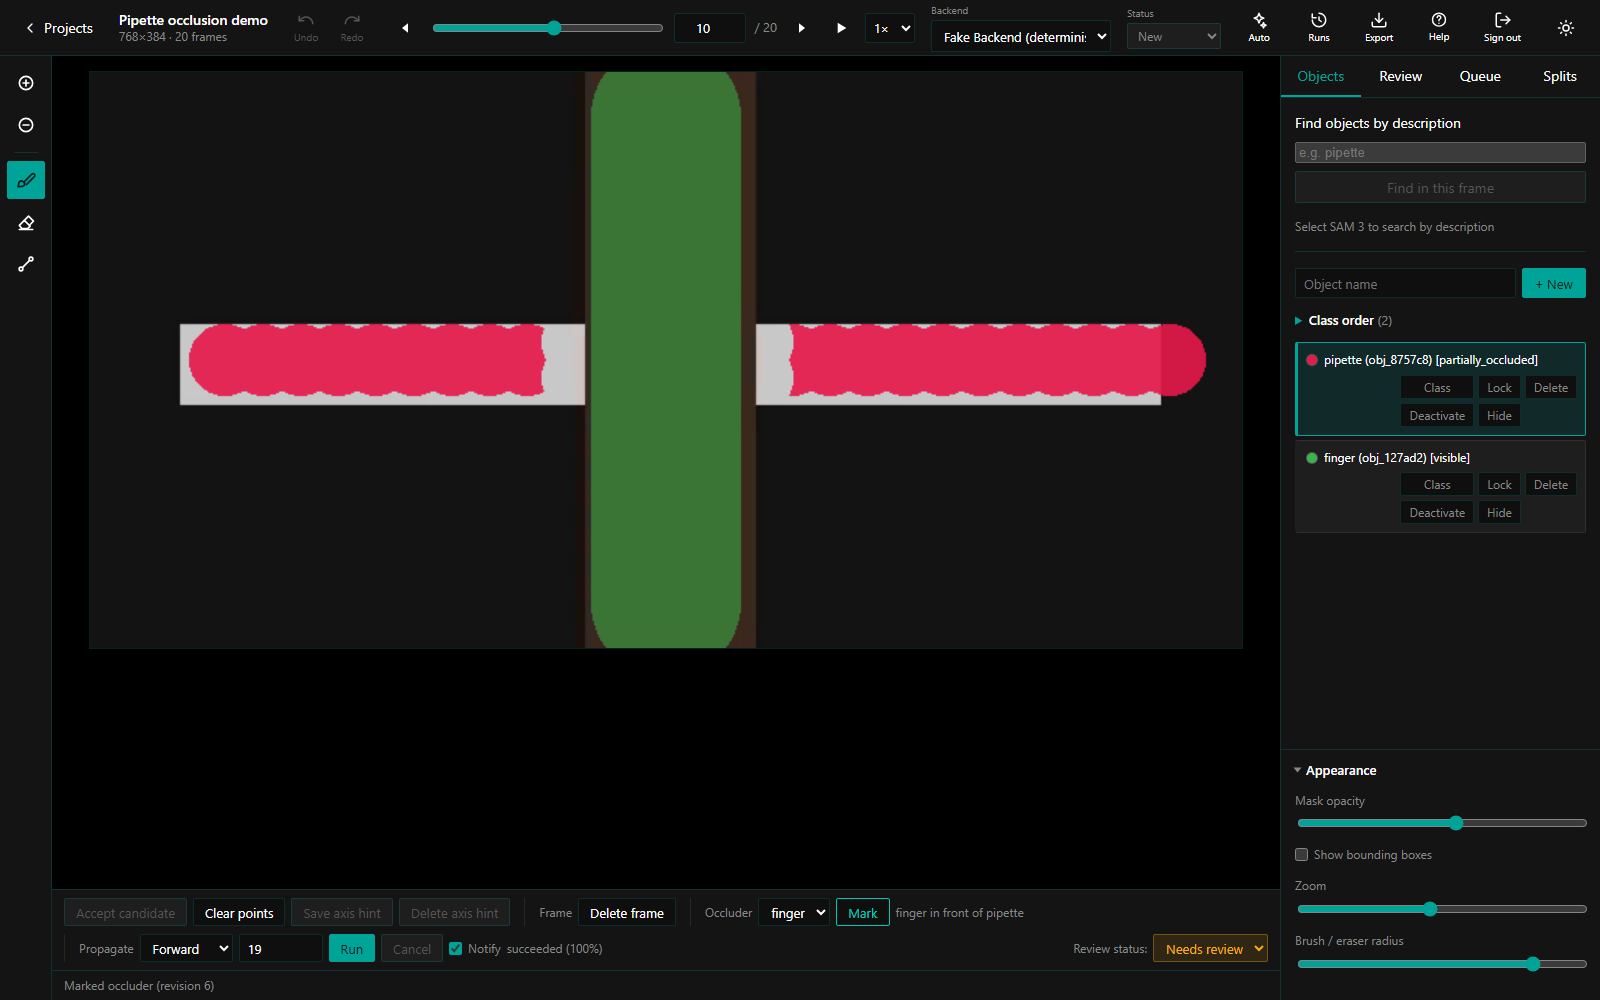 Projects
Pipette occlusion demo
768×384 · 20 frames
Undo
Redo
10 / 20
1×
Backend
Fake Backend (determinis
Status
New
Auto
Runs
Export
Help
Sign out
Objects
Review
Queue
Splits
Find objects by description
e.g. pipette
Find in this frame
Select SAM 3 to search by description
Object name
+ New
Class order (2)
pipette (obj_8757c8) [partially_occluded]
Class
Lock
Delete
Deactivate
Hide
finger (obj_127ad2) [visible]
Class
Lock
Delete
Deactivate
Hide
Appearance
Mask opacity
Show bounding boxes
Zoom
Brush / eraser radius
Accept candidate
Clear points
Save axis hint
Delete axis hint
Frame
Delete frame
Occluder
finger
Mark
finger in front of pipette
Propagate
Forward
19
Run
Cancel
Notify
succeeded (100%)
Review status:
Needs review
Marked occluder (revision 6)